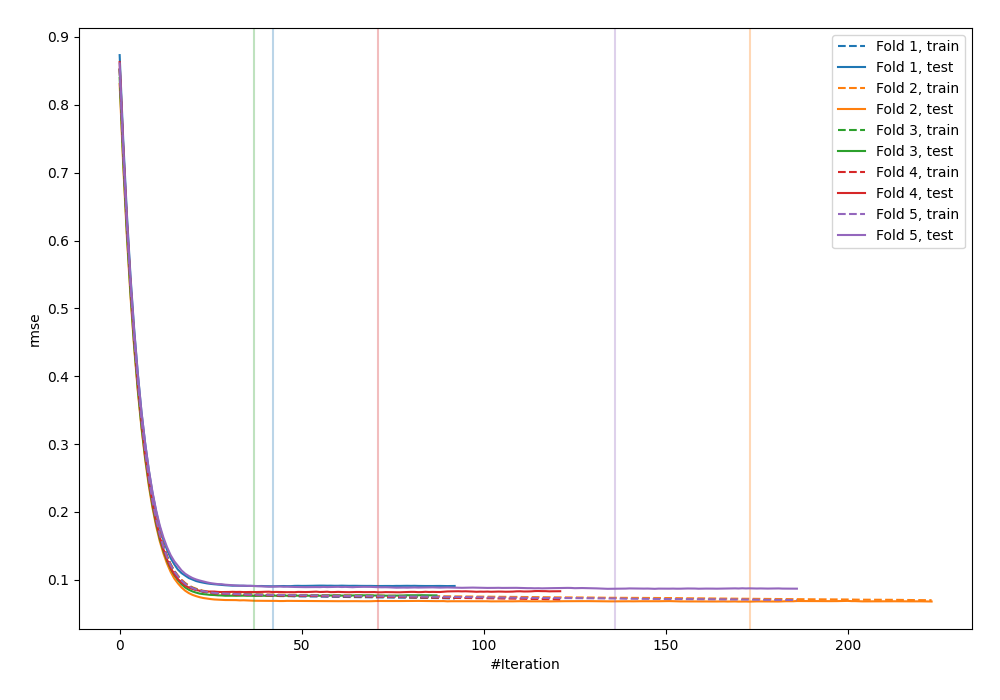 0.9
0.8
0.7
0.6
0.5
0.4
0.3
0.2
0.1
rmse
0
50
100
150
200
#Iteration
Fold 1, train
Fold 1, test
Fold 2, train
Fold 2, test
Fold 3, train
Fold 3, test
Fold 4, train
Fold 4, test
Fold 5, train
Fold 5, test